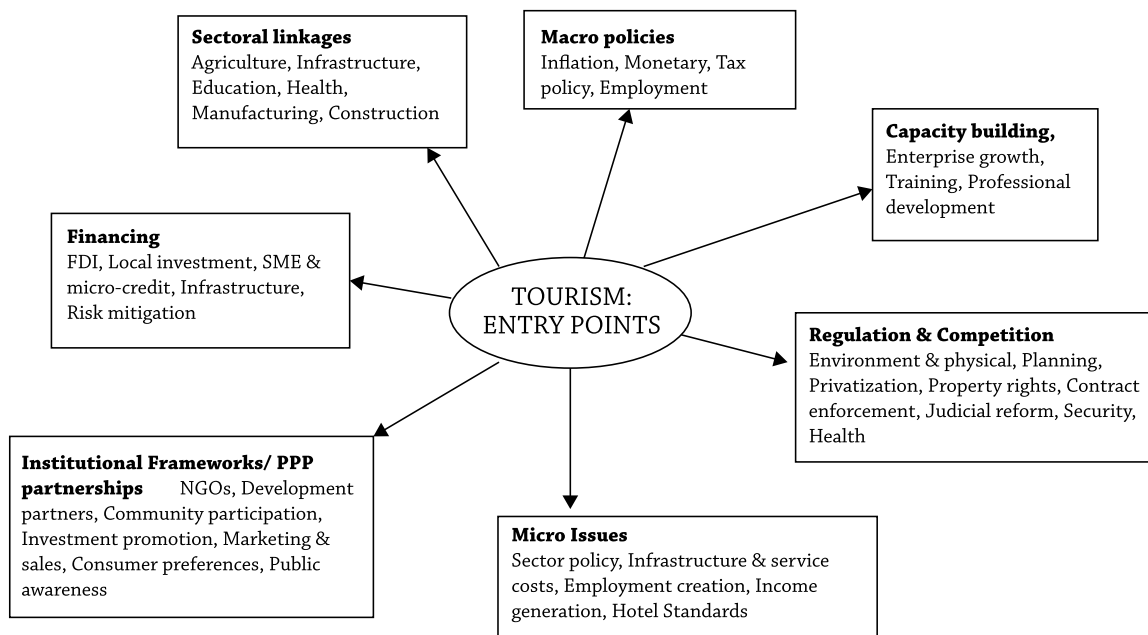 Sectoral linkages
Agriculture, Infrastructure,
Education, Health,
Manufacturing, Construction
Macro policies
Inflation, Monetary, Tax
policy, Employment
Capacity building,
Enterprise growth,
Training, Professional
development
Financing
FDI, Local investment, SME &
micro-credit, Infrastructure,
Risk mitigation
TOURISM:
ENTRY POINTS
Regulation & Competition
Environment & physical, Planning,
Privatization, Property rights, Contract
enforcement, Judicial reform, Security,
Health
Institutional Frameworks/ PPP
partnerships NGOs, Development
partners, Community participation,
Investment promotion, Marketing &
sales, Consumer preferences, Public
awareness
Micro Issues
Sector policy, Infrastructure & service
costs, Employment creation, Income
generation, Hotel Standards